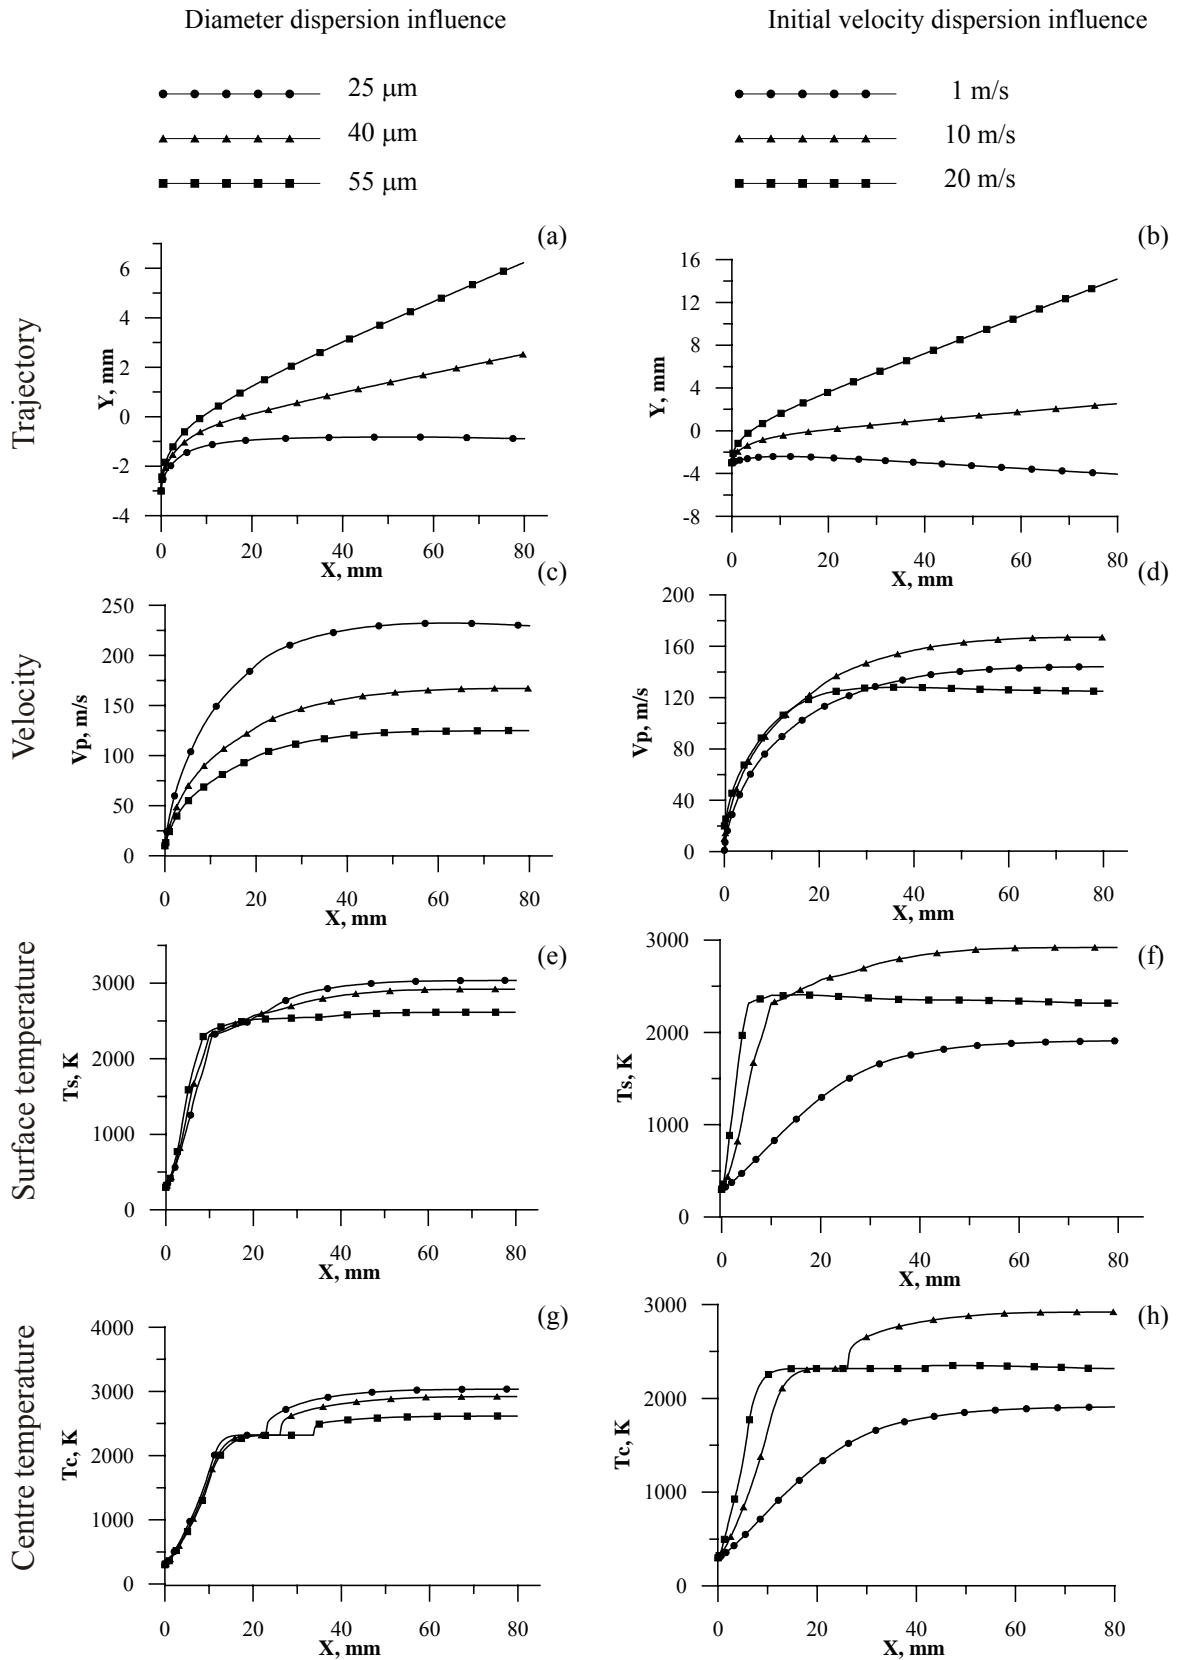 Diameter dispersion influence
Initial velocity dispersion influence
25 μm
40 μm
55 μm
1 m/s
10 m/s
20 m/s
Trajectory
(a)
Y, mm
6
4
2
0
-2
-4
0 20 40 60 80
X, mm
(b)
Y, mm
16
12
8
4
0
-4
-8
0 20 40 60 80
X, mm
Velocity
(c)
Vp, m/s
250
200
150
100
50
0
0 20 40 60 80
X, mm
(d)
Vp, m/s
200
160
120
80
40
0
0 20 40 60 80
X, mm
Surface temperature
(e)
Ts, K
3000
2000
1000
0
0 20 40 60 80
X, mm
(f)
Ts, K
3000
2000
1000
0
0 20 40 60 80
X, mm
Centre temperature
(g)
Tc, K
4000
3000
2000
1000
0
0 20 40 60 80
X, mm
(h)
Tc, K
3000
2000
1000
0
0 20 40 60 80
X, mm